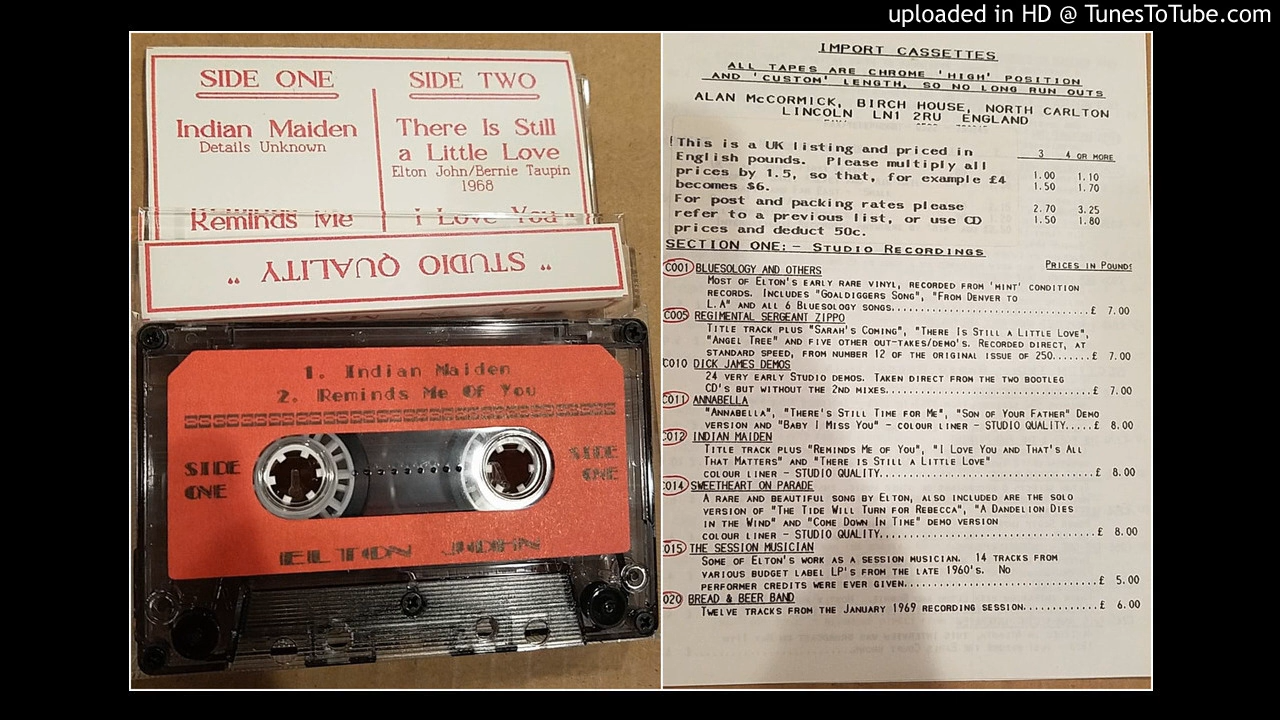 uploaded in HD @ TunesToTube.com
SIDE ONE
Indian Maiden
Details Unknown
Reminds Me
SIDE TWO
There Is Still
a Little Love
Elton John/Bernie Taupin
1968
I Love You
" STUDIO QUALITY "
1. Indian Maiden
2. Reminds Me Of You
SIDE
ONE
SIDE
ONE
ELTON JOHN
IMPORT CASSETTES
ALL TAPES ARE CHROME 'HIGH' POSITION
AND 'CUSTOM' LENGTH, SO NO LONG RUN OUTS
ALAN McCORMICK, BIRCH HOUSE, NORTH CARLTON
LINCOLN LN1 2RU ENGLAND
!This is a UK listing and priced in
English pounds. Please multiply all
prices by 1.5, so that, for example £4
becomes $6.
For post and packing rates please
refer to a previous list, or use CD
prices and deduct 50c.
3 4 OR MORE
1.00 1.10
1.50 1.70
2.70 3.25
1.50 1.80
SECTION ONE:- STUDIO RECORDINGS
PRICES IN POUNDS
C001 BLUESOLOGY AND OTHERS
MOST OF ELTON'S EARLY RARE VINYL, RECORDED FROM 'MINT' CONDITION
RECORDS. INCLUDES "GOALDIGGERS SONG", "FROM DENVER TO
L.A" AND ALL 6 BLUESOLOGY SONGS...£ 7.00
C005 REGIMENTAL SERGEANT ZIPPO
TITLE TRACK PLUS "SARAH'S COMING", "THERE IS STILL A LITTLE LOVE",
"ANGEL TREE" AND FIVE OTHER OUT-TAKES/DEMO'S. RECORDED DIRECT, AT
STANDARD SPEED, FROM NUMBER 12 OF THE ORIGINAL ISSUE OF 250.......£ 7.00
C010 DICK JAMES DEMOS
24 VERY EARLY STUDIO DEMOS. TAKEN DIRECT FROM THE TWO BOOTLEG
CD'S BUT WITHOUT THE 2ND MIXES...£ 7.00
C011 ANNABELLA
"ANNABELLA", "THERE'S STILL TIME FOR ME", "SON OF YOUR FATHER" DEMO
VERSION AND "BABY I MISS YOU" - COLOUR LINER - STUDIO QUALITY.....£ 8.00
C012 INDIAN MAIDEN
TITLE TRACK PLUS "REMINDS ME OF YOU", "I LOVE YOU AND THAT'S ALL
THAT MATTERS" AND "THERE IS STILL A LITTLE LOVE"
COLOUR LINER - STUDIO QUALITY...£ 8.00
C014 SWEETHEART ON PARADE
A RARE AND BEAUTIFUL SONG BY ELTON, ALSO INCLUDED ARE THE SOLO
VERSION OF "THE TIDE WILL TURN FOR REBECCA", "A DANDELION DIES
IN THE WIND" AND "COME DOWN IN TIME" DEMO VERSION
COLOUR LINER - STUDIO QUALITY...£ 8.00
015 THE SESSION MUSICIAN
SOME OF ELTON'S WORK AS A SESSION MUSICIAN. 14 TRACKS FROM
VARIOUS BUDGET LABEL LP'S FROM THE LATE 1960'S. NO
PERFORMER CREDITS WERE EVER GIVEN...£ 5.00
020 BREAD & BEER BAND
TWELVE TRACKS FROM THE JANUARY 1969 RECORDING SESSION...£ 6.00